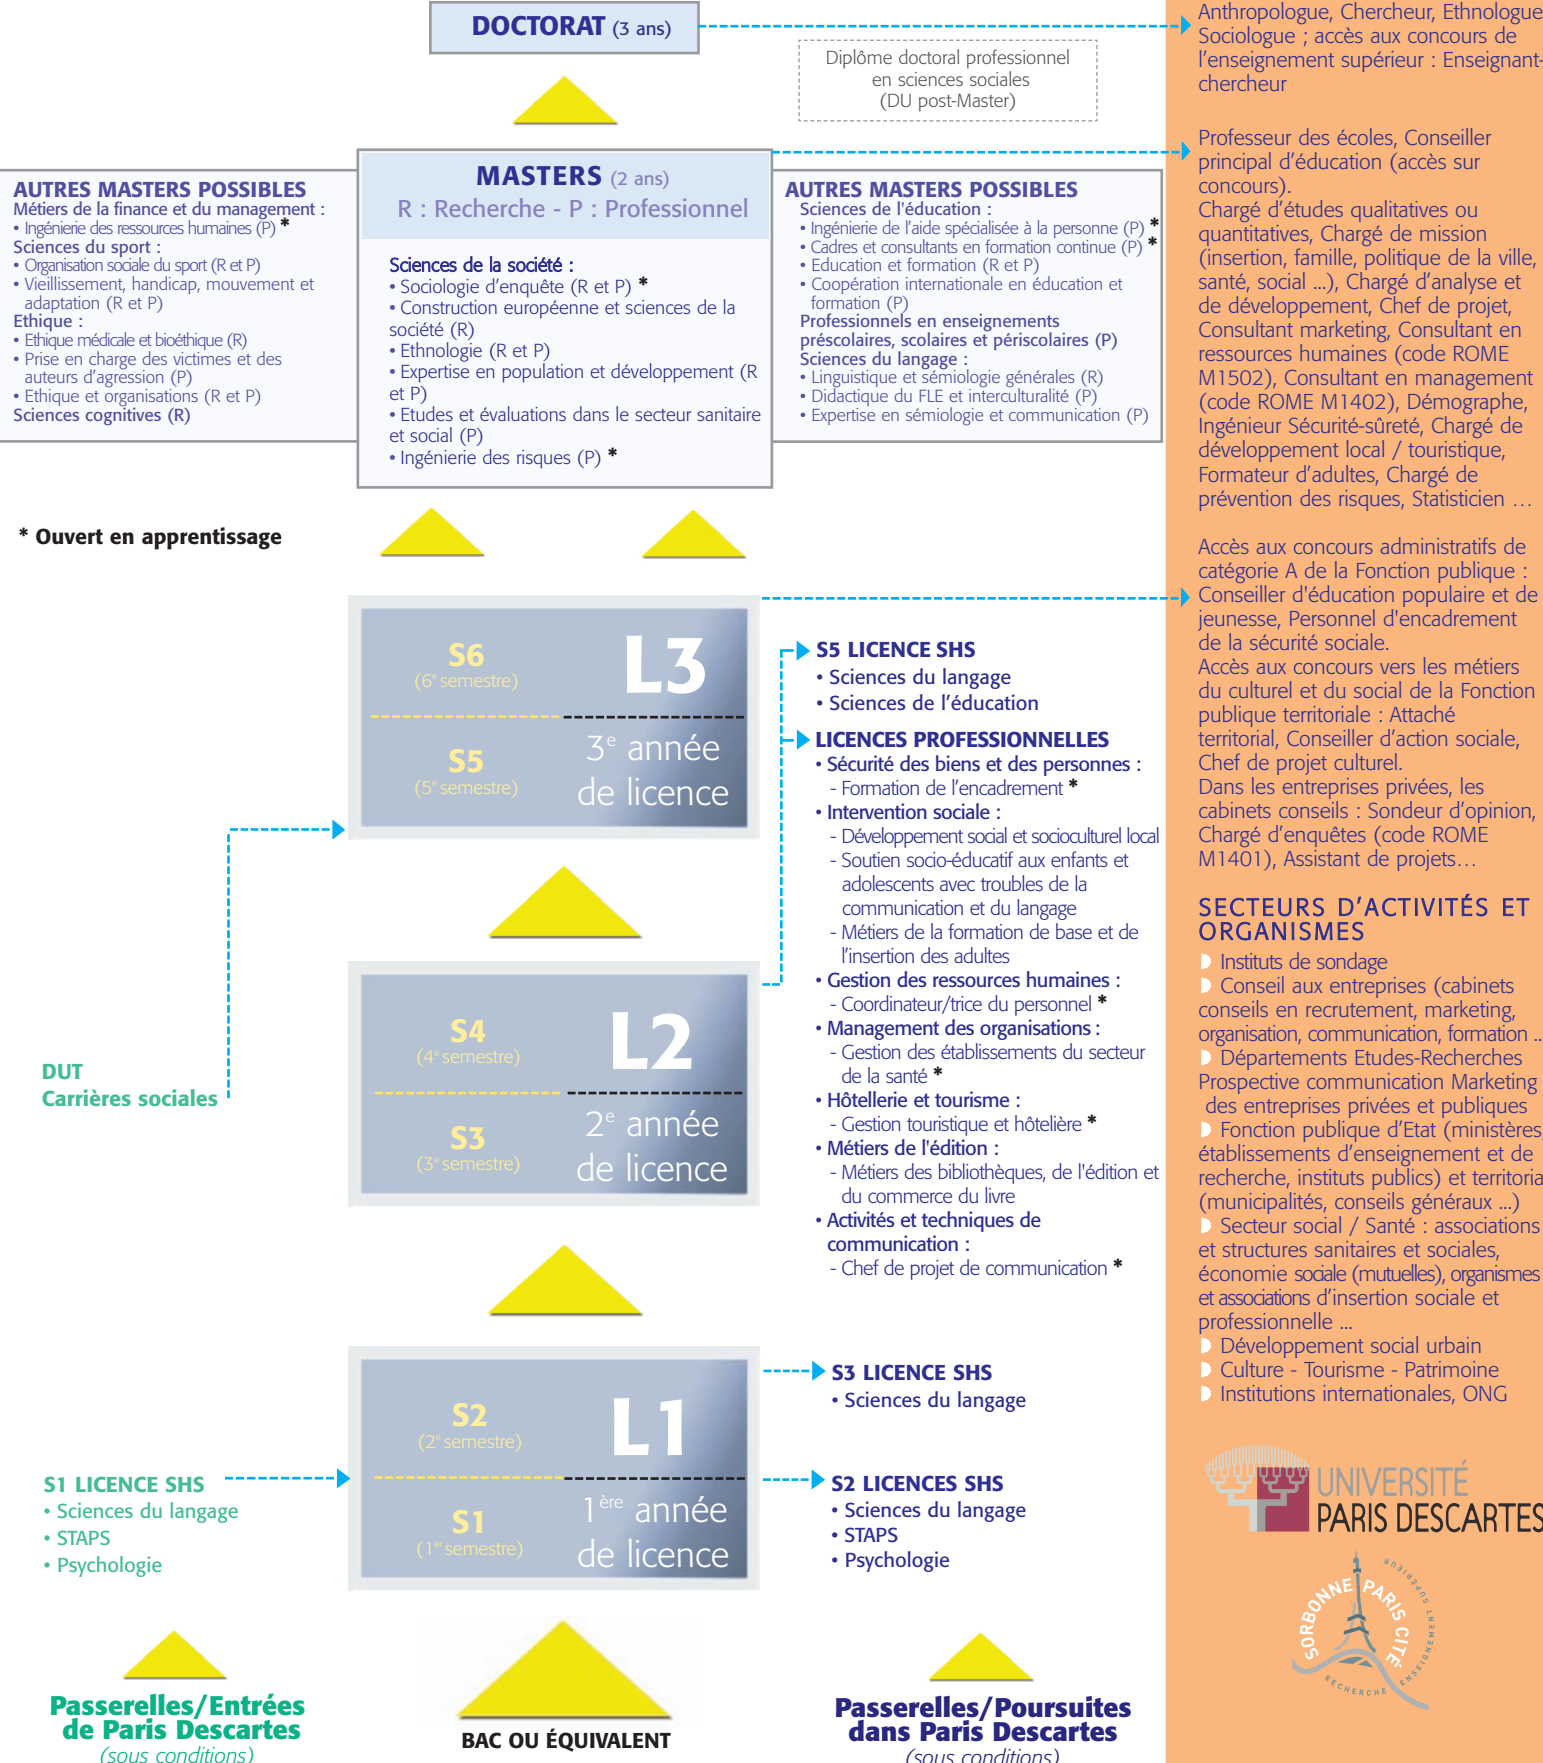 DOCTORAT (3 ans)
Diplôme doctoral professionnel
en sciences sociales
(DU post-Master)
MASTERS (2 ans)
R : Recherche - P : Professionnel
Sciences de la société :
• Sociologie d'enquête (R et P) *
• Construction européenne et sciences de la
société (R)
• Ethnologie (R et P)
• Expertise en population et développement (R
et P)
• Etudes et évaluations dans le secteur sanitaire
et social (P)
• Ingénierie des risques (P) *
AUTRES MASTERS POSSIBLES
Métiers de la finance et du management :
• Ingénierie des ressources humaines (P) *
Sciences du sport :
• Organisation sociale du sport (R et P)
• Vieillissement, handicap, mouvement et
adaptation (R et P)
Ethique :
• Ethique médicale et bioéthique (R)
• Prise en charge des victimes et des
auteurs d'agression (P)
• Ethique et organisations (R et P)
Sciences cognitives (R)
AUTRES MASTERS POSSIBLES
Sciences de l'éducation :
• Ingénierie de l'aide spécialisée à la personne (P) *
• Cadres et consultants en formation continue (P) *
• Education et formation (R et P)
• Coopération internationale en éducation et
formation (P)
Professionnels en enseignements
préscolaires, scolaires et périscolaires (P)
Sciences du langage :
• Linguistique et sémiologie générales (R)
• Didactique du FLE et interculturalité (P)
• Expertise en sémiologie et communication (P)
* Ouvert en apprentissage
S6
(6e semestre)
L3
S5
(5e semestre)
3e année
de licence
S5 LICENCE SHS
• Sciences du langage
• Sciences de l'éducation
LICENCES PROFESSIONNELLES
• Sécurité des biens et des personnes :
- Formation de l'encadrement *
• Intervention sociale :
- Développement social et socioculturel local
- Soutien socio-éducatif aux enfants et
adolescents avec troubles de la
communication et du langage
- Métiers de la formation de base et de
l'insertion des adultes
• Gestion des ressources humaines :
- Coordinateur/trice du personnel *
• Management des organisations :
- Gestion des établissements du secteur
de la santé *
• Hôtellerie et tourisme :
- Gestion touristique et hôtelière *
• Métiers de l'édition :
- Métiers des bibliothèques, de l'édition et
du commerce du livre
• Activités et techniques de
communication :
- Chef de projet de communication *
DUT
Carrières sociales
S4
(4e semestre)
L2
S3
(3e semestre)
2e année
de licence
S2
(2e semestre)
L1
S1
(1er semestre)
1ère année
de licence
S3 LICENCE SHS
• Sciences du langage
S2 LICENCES SHS
• Sciences du langage
• STAPS
• Psychologie
S1 LICENCE SHS
• Sciences du langage
• STAPS
• Psychologie
Passerelles/Entrées
de Paris Descartes
(sous conditions)
BAC OU ÉQUIVALENT
Passerelles/Poursuites
dans Paris Descartes
(sous conditions)
Anthropologue, Chercheur, Ethnologue
Sociologue ; accès aux concours de
l'enseignement supérieur : Enseignant-
chercheur
Professeur des écoles, Conseiller
principal d'éducation (accès sur
concours).
Chargé d'études qualitatives ou
quantitatives, Chargé de mission
(insertion, famille, politique de la ville,
santé, social ...), Chargé d'analyse et
de développement, Chef de projet,
Consultant marketing, Consultant en
ressources humaines (code ROME
M1502), Consultant en management
(code ROME M1402), Démographe,
Ingénieur Sécurité-sûreté, Chargé de
développement local / touristique,
Formateur d'adultes, Chargé de
prévention des risques, Statisticien …
Accès aux concours administratifs de
catégorie A de la Fonction publique :
Conseiller d'éducation populaire et de
jeunesse, Personnel d'encadrement
de la sécurité sociale.
Accès aux concours vers les métiers
du culturel et du social de la Fonction
publique territoriale : Attaché
territorial, Conseiller d'action sociale,
Chef de projet culturel.
Dans les entreprises privées, les
cabinets conseils : Sondeur d'opinion,
Chargé d'enquêtes (code ROME
M1401), Assistant de projets…
SECTEURS D'ACTIVITÉS ET
ORGANISMES
Instituts de sondage
Conseil aux entreprises (cabinets
conseils en recrutement, marketing,
organisation, communication, formation ...
Départements Etudes-Recherches
Prospective communication Marketing
des entreprises privées et publiques
Fonction publique d'Etat (ministères,
établissements d'enseignement et de
recherche, instituts publics) et territoria
(municipalités, conseils généraux ...)
Secteur social / Santé : associations
et structures sanitaires et sociales,
économie sociale (mutuelles), organismes
et associations d'insertion sociale et
professionnelle ...
Développement social urbain
Culture - Tourisme - Patrimoine
Institutions internationales, ONG
UNIVERSITÉ
PARIS DESCARTES
SORBONNE PARIS CITÉ
RECHERCHE ENSEIGNEMENT SUPÉRIEUR